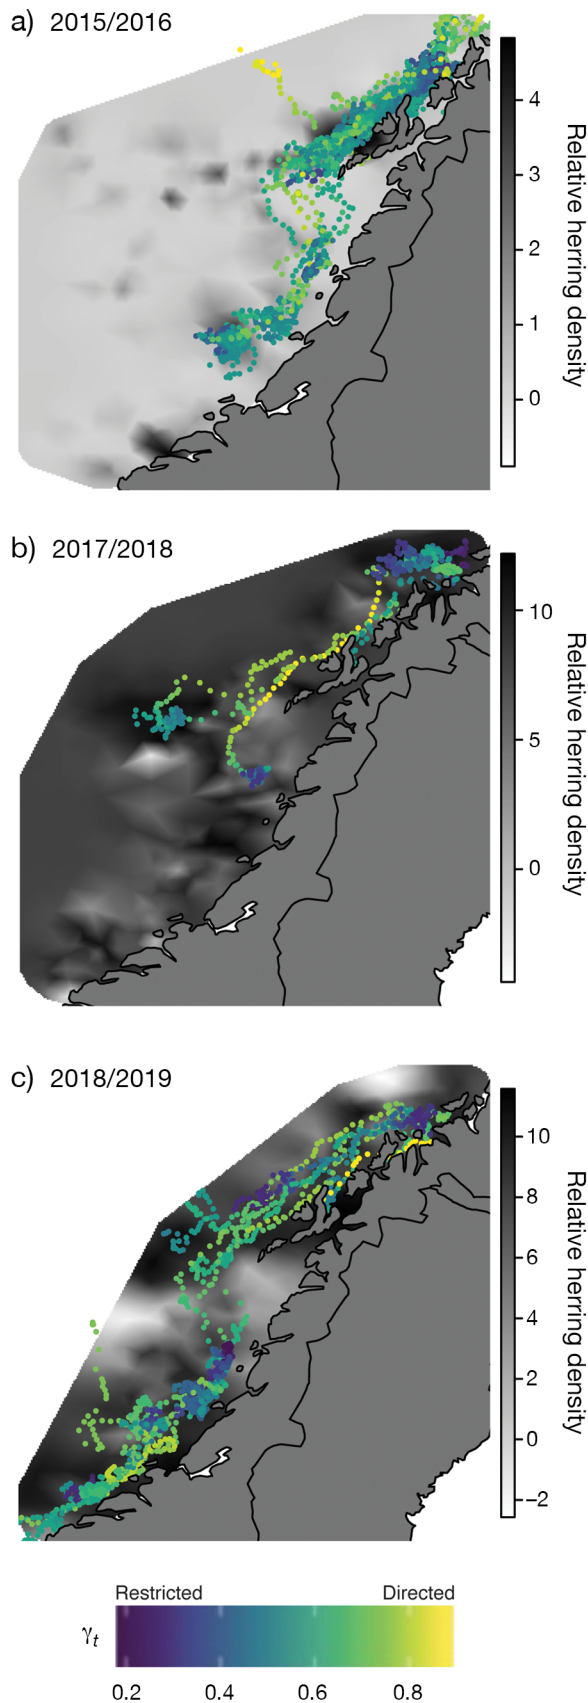 a) 2015/2016
4
3
2
1
0
Relative herring density
b) 2017/2018
10
5
0
Relative herring density
c) 2018/2019
10
8
6
4
2
0
−2
Relative herring density
Restricted Directed
γt
0.2 0.4 0.6 0.8